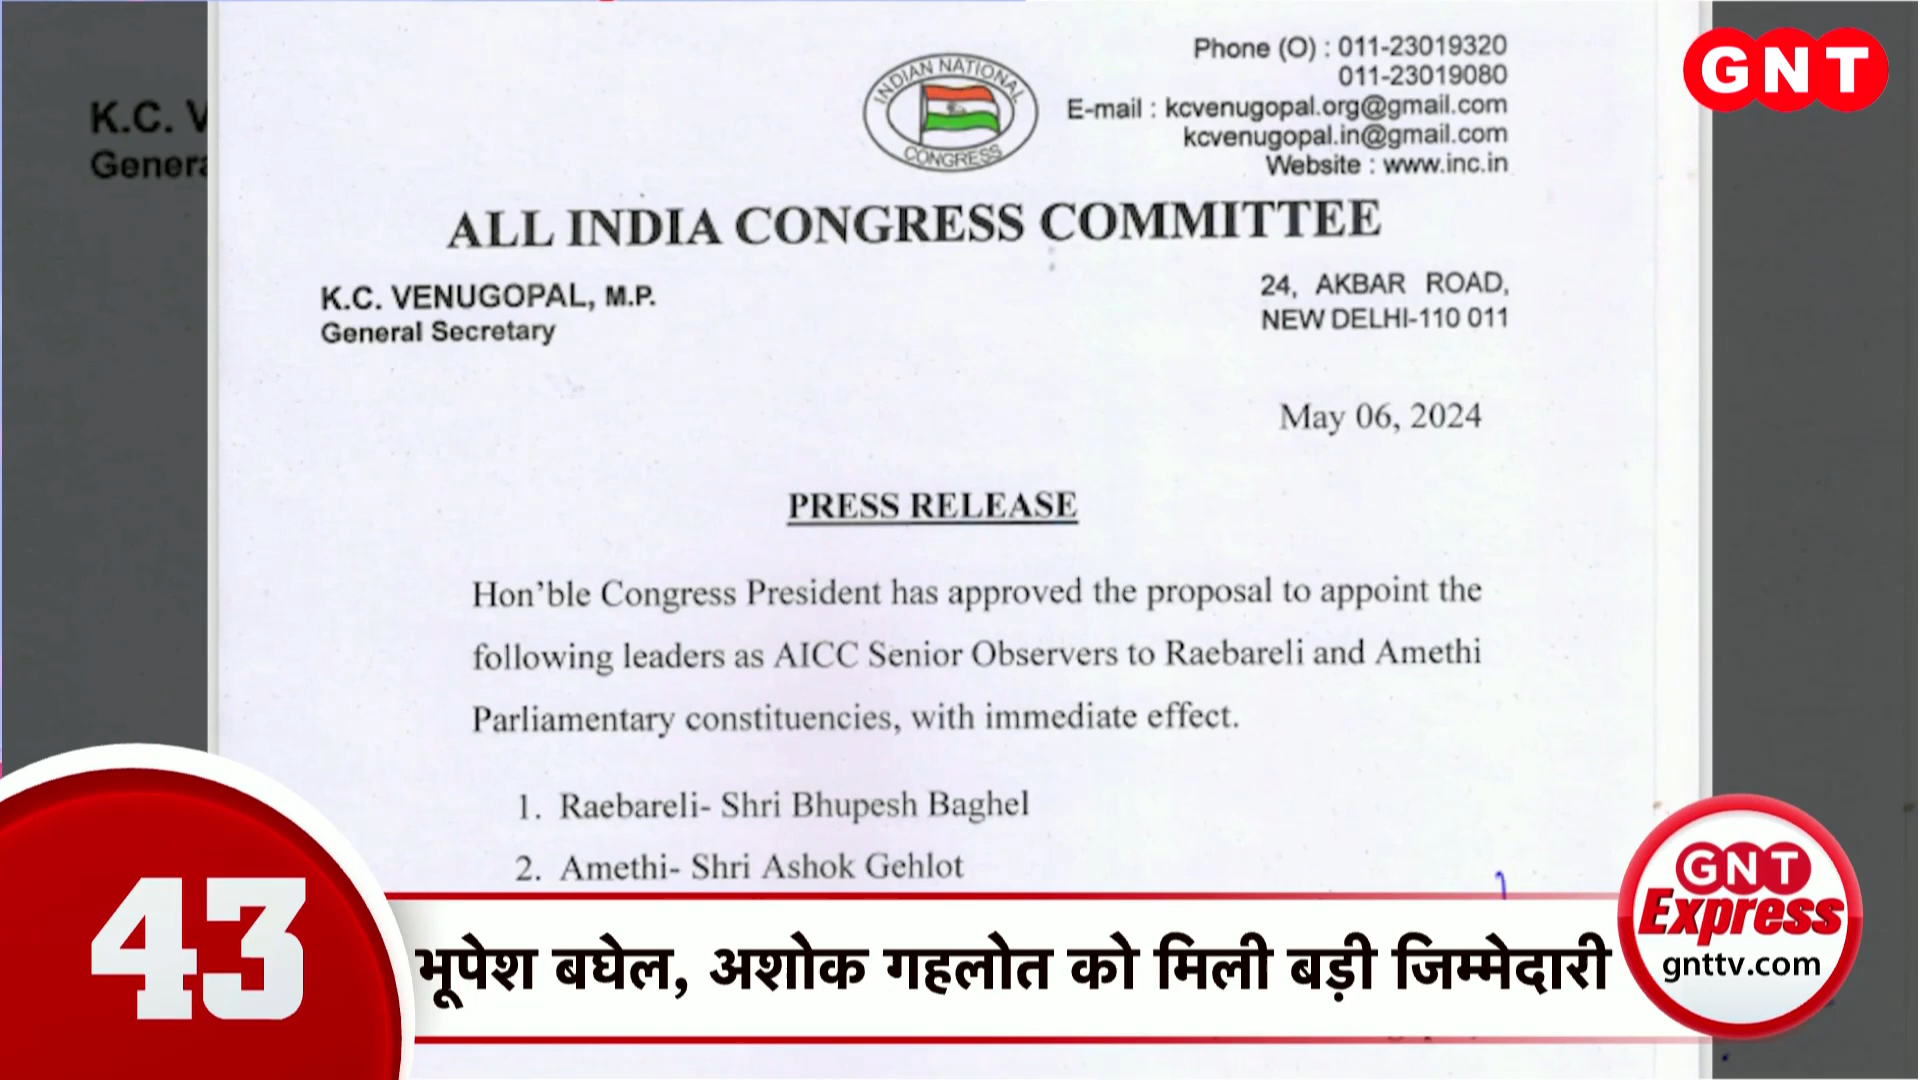 Phone (O) : 011-23019320
011-23019080
E-mail : kcvenugopal.org@gmail.com
kcvenugopal.in@gmail.com
Website : www.inc.in
GNT
INDIAN NATIONAL
CONGRESS
K.C. V
Genera
ALL INDIA CONGRESS COMMITTEE
K.C. VENUGOPAL, M.P.
General Secretary
24, AKBAR ROAD,
NEW DELHI-110 011
May 06, 2024
PRESS RELEASE
Hon’ble Congress President has approved the proposal to appoint the
following leaders as AICC Senior Observers to Raebareli and Amethi
Parliamentary constituencies, with immediate effect.
1. Raebareli- Shri Bhupesh Baghel
2. Amethi- Shri Ashok Gehlot
43
भूपेश बघेल, अशोक गहलोत को मिली बड़ी जिम्मेदारी
GNT
Express
gnttv.com